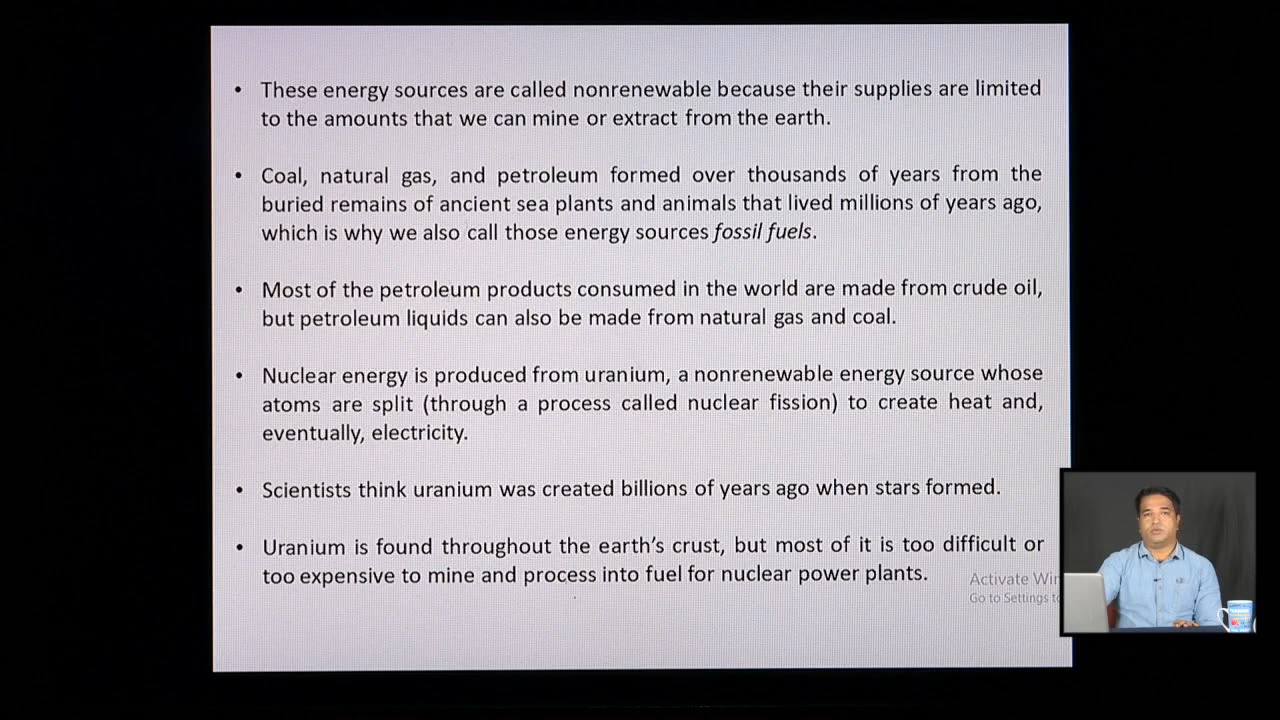 • These energy sources are called nonrenewable because their supplies are limited
to the amounts that we can mine or extract from the earth.
• Coal, natural gas, and petroleum formed over thousands of years from the
buried remains of ancient sea plants and animals that lived millions of years ago,
which is why we also call those energy sources fossil fuels.
• Most of the petroleum products consumed in the world are made from crude oil,
but petroleum liquids can also be made from natural gas and coal.
• Nuclear energy is produced from uranium, a nonrenewable energy source whose
atoms are split (through a process called nuclear fission) to create heat and,
eventually, electricity.
• Scientists think uranium was created billions of years ago when stars formed.
• Uranium is found throughout the earth's crust, but most of it is too difficult or
too expensive to mine and process into fuel for nuclear power plants.
Activate Win
Go to Settings to